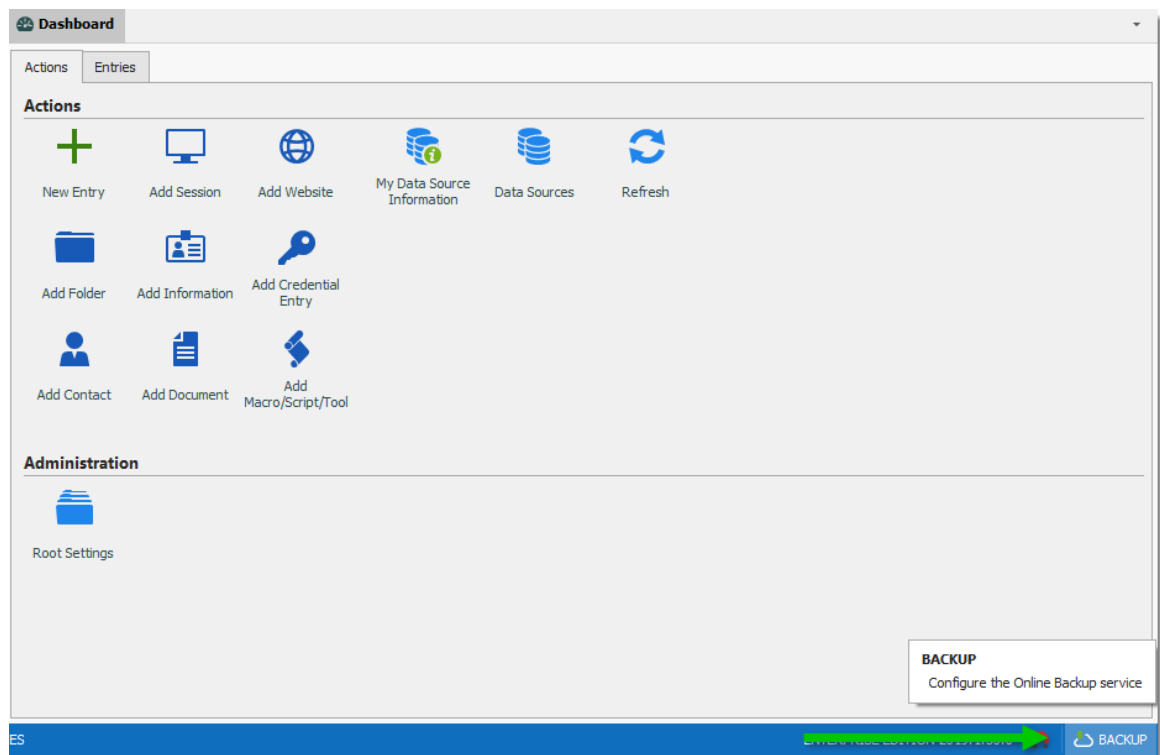 Dashboard
Actions Entries
Actions
New Entry Add Session Add Website My Data Source Information Data Sources Refresh
Add Folder Add Information Add Credential Entry
Add Contact Add Document Add Macro/Script/Tool
Administration
Root Settings
BACKUP
Configure the Online Backup service
ES BACKUP